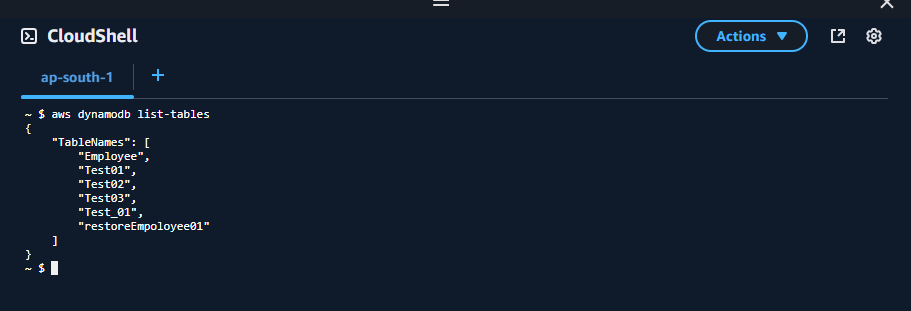 CloudShell
Actions
ap-south-1 +
~ $ aws dynamodb list-tables
{
    "TableNames": [
        "Employee",
        "Test01",
        "Test02",
        "Test03",
        "Test_01",
        "restoreEmpoloyee01"
    ]
}
~ $